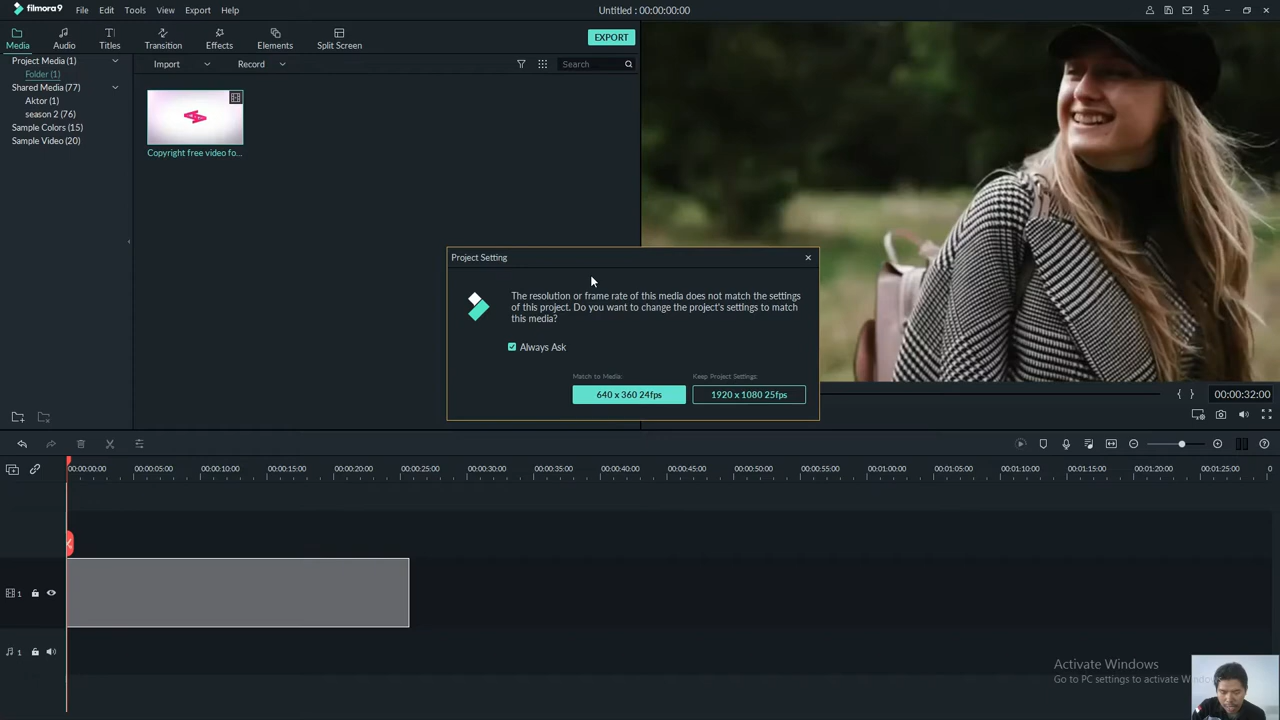 filmora9
File Edit Tools View Export Help
Untitled : 00:00:00:00
Media Audio Titles Transition Effects Elements Split Screen
EXPORT
Project Media (1)
Folder (1)
Shared Media (77)
Aktor (1)
season 2 (76)
Sample Colors (15)
Sample Video (20)
Import Record Search
Copyright free video fo...
Project Setting
The resolution or frame rate of this media does not match the settings
of this project. Do you want to change the project's settings to match
this media?
Always Ask
Match to Media: Keep Project Settings:
640 x 360 24fps 1920 x 1080 25fps
00:00:32:00
00:00:00:00 00:00:05:00 00:00:10:00 00:00:15:00 00:00:20:00 00:00:25:00 00:00:30:00 00:00:35:00 00:00:40:00 00:00:45:00 00:00:50:00 00:00:55:00 00:01:00:00 00:01:05:00 00:01:10:00 00:01:15:00 00:01:20:00 00:01:25:00 0
1
1
Activate Windows
Go to PC settings to activate